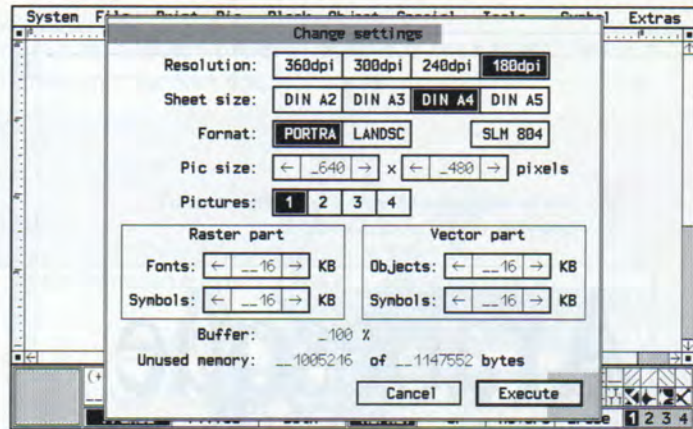 System Extras
Change settings
Resolution: 360dpi 300dpi 240dpi 180dpi
Sheet size: DIN A2 DIN A3 DIN A4 DIN A5
Format: PORTRA LANDSC SLM 804
Pic size: ← _640 → x ← _480 → pixels
Pictures: 1 2 3 4
Raster part Vector part
Fonts: ← __16 → KB Objects: ← __16 → KB
Symbols: ← __16 → KB Symbols: ← __16 → KB
Buffer: _100 %
Unused memory: __1005216 of __1147552 bytes
Cancel Execute
1 2 3 4